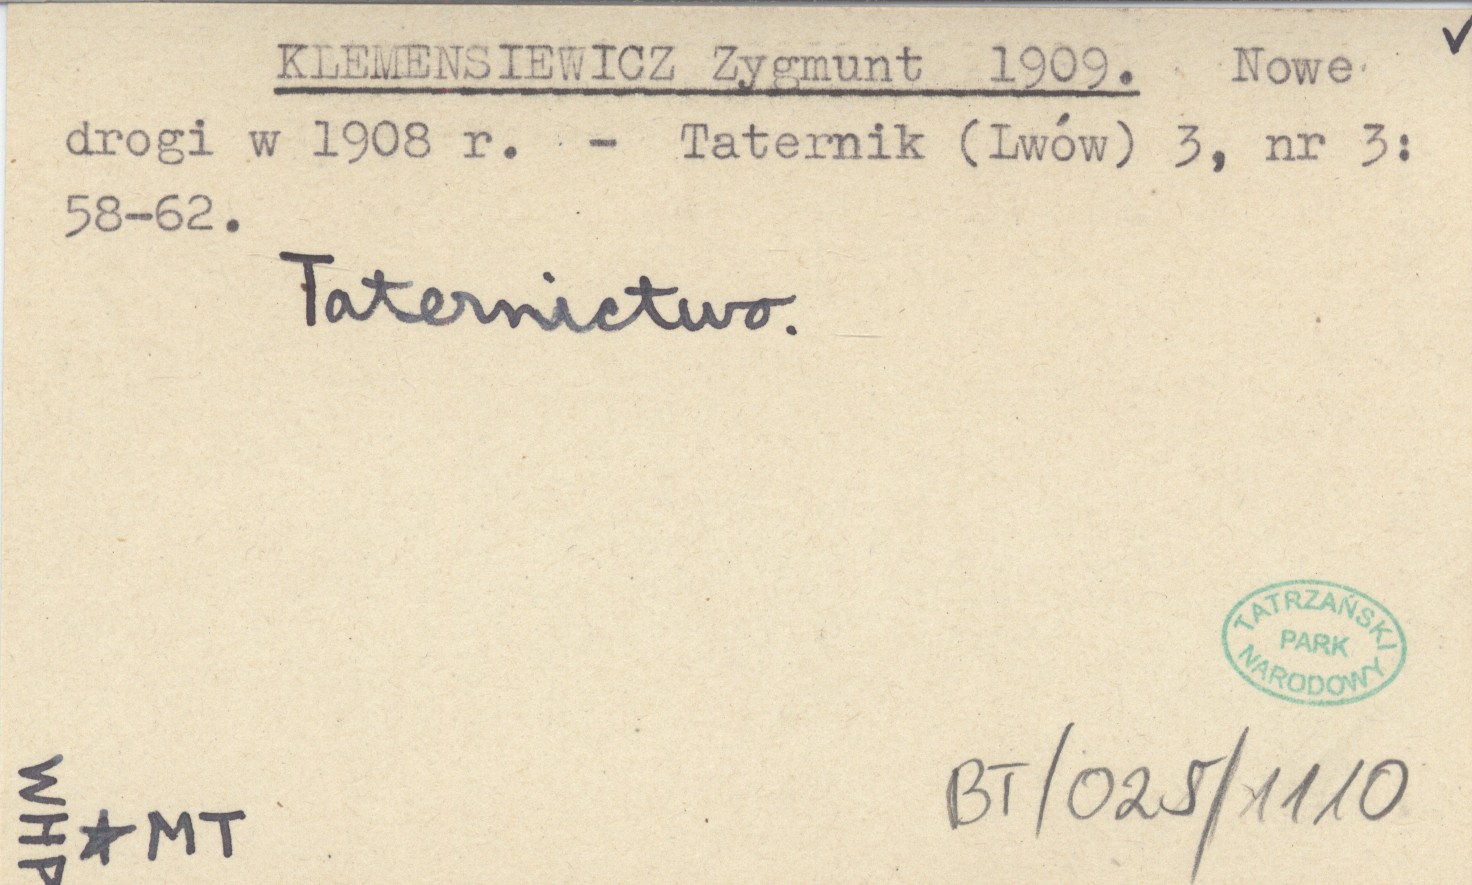 KLEMENSIEWICZ Zygmunt 1909. Nowe
drogi w 1908 r. - Taternik (Lwów) 3, nr 3:
58-62.
Taternictwo.
TATRZAŃSKI
PARK
NARODOWY
BT/025/1110
WHP
MT